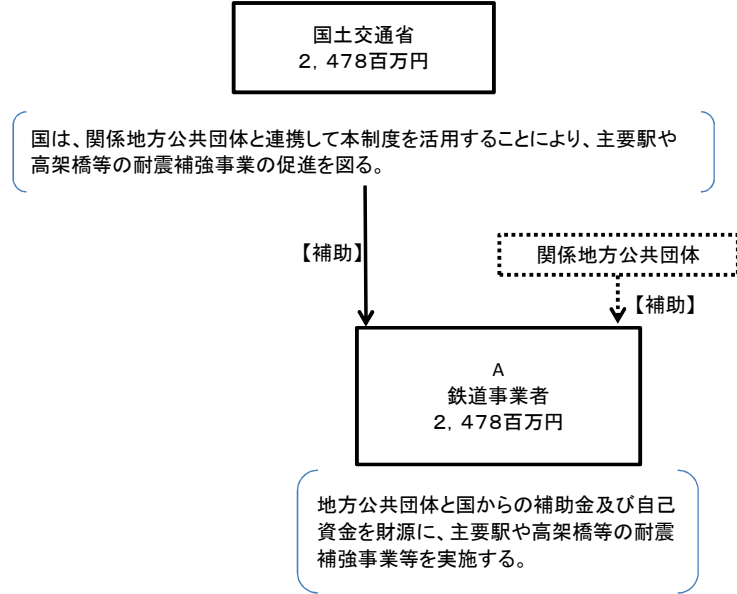 国土交通省
２，４７８百万円
国は、関係地方公共団体と連携して本制度を活用することにより、主要駅や
高架橋等の耐震補強事業の促進を図る。
【補助】
関係地方公共団体
【補助】
A
鉄道事業者
２，４７８百万円
地方公共団体と国からの補助金及び自己
資金を財源に、主要駅や高架橋等の耐震
補強事業等を実施する。